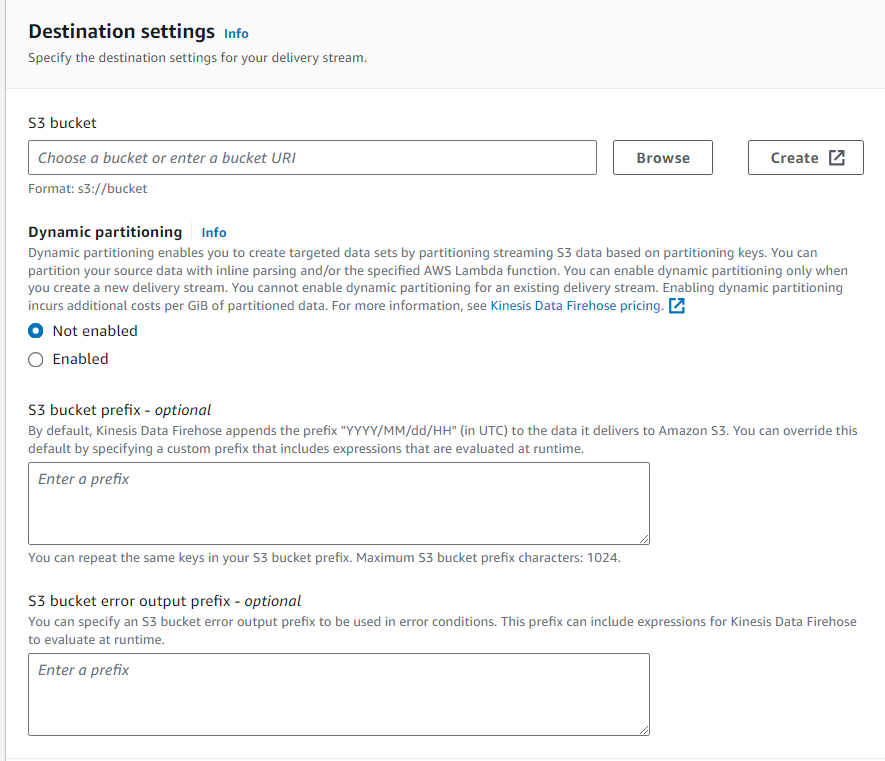 Destination settings Info
Specify the destination settings for your delivery stream.
S3 bucket
Choose a bucket or enter a bucket URI
Browse
Create
Format: s3://bucket
Dynamic partitioning Info
Dynamic partitioning enables you to create targeted data sets by partitioning streaming S3 data based on partitioning keys. You can
partition your source data with inline parsing and/or the specified AWS Lambda function. You can enable dynamic partitioning only when
you create a new delivery stream. You cannot enable dynamic partitioning for an existing delivery stream. Enabling dynamic partitioning
incurs additional costs per GiB of partitioned data. For more information, see Kinesis Data Firehose pricing.
Not enabled
Enabled
S3 bucket prefix - optional
By default, Kinesis Data Firehose appends the prefix "YYYY/MM/dd/HH" (in UTC) to the data it delivers to Amazon S3. You can override this
default by specifying a custom prefix that includes expressions that are evaluated at runtime.
Enter a prefix
You can repeat the same keys in your S3 bucket prefix. Maximum S3 bucket prefix characters: 1024.
S3 bucket error output prefix - optional
You can specify an S3 bucket error output prefix to be used in error conditions. This prefix can include expressions for Kinesis Data Firehose
to evaluate at runtime.
Enter a prefix